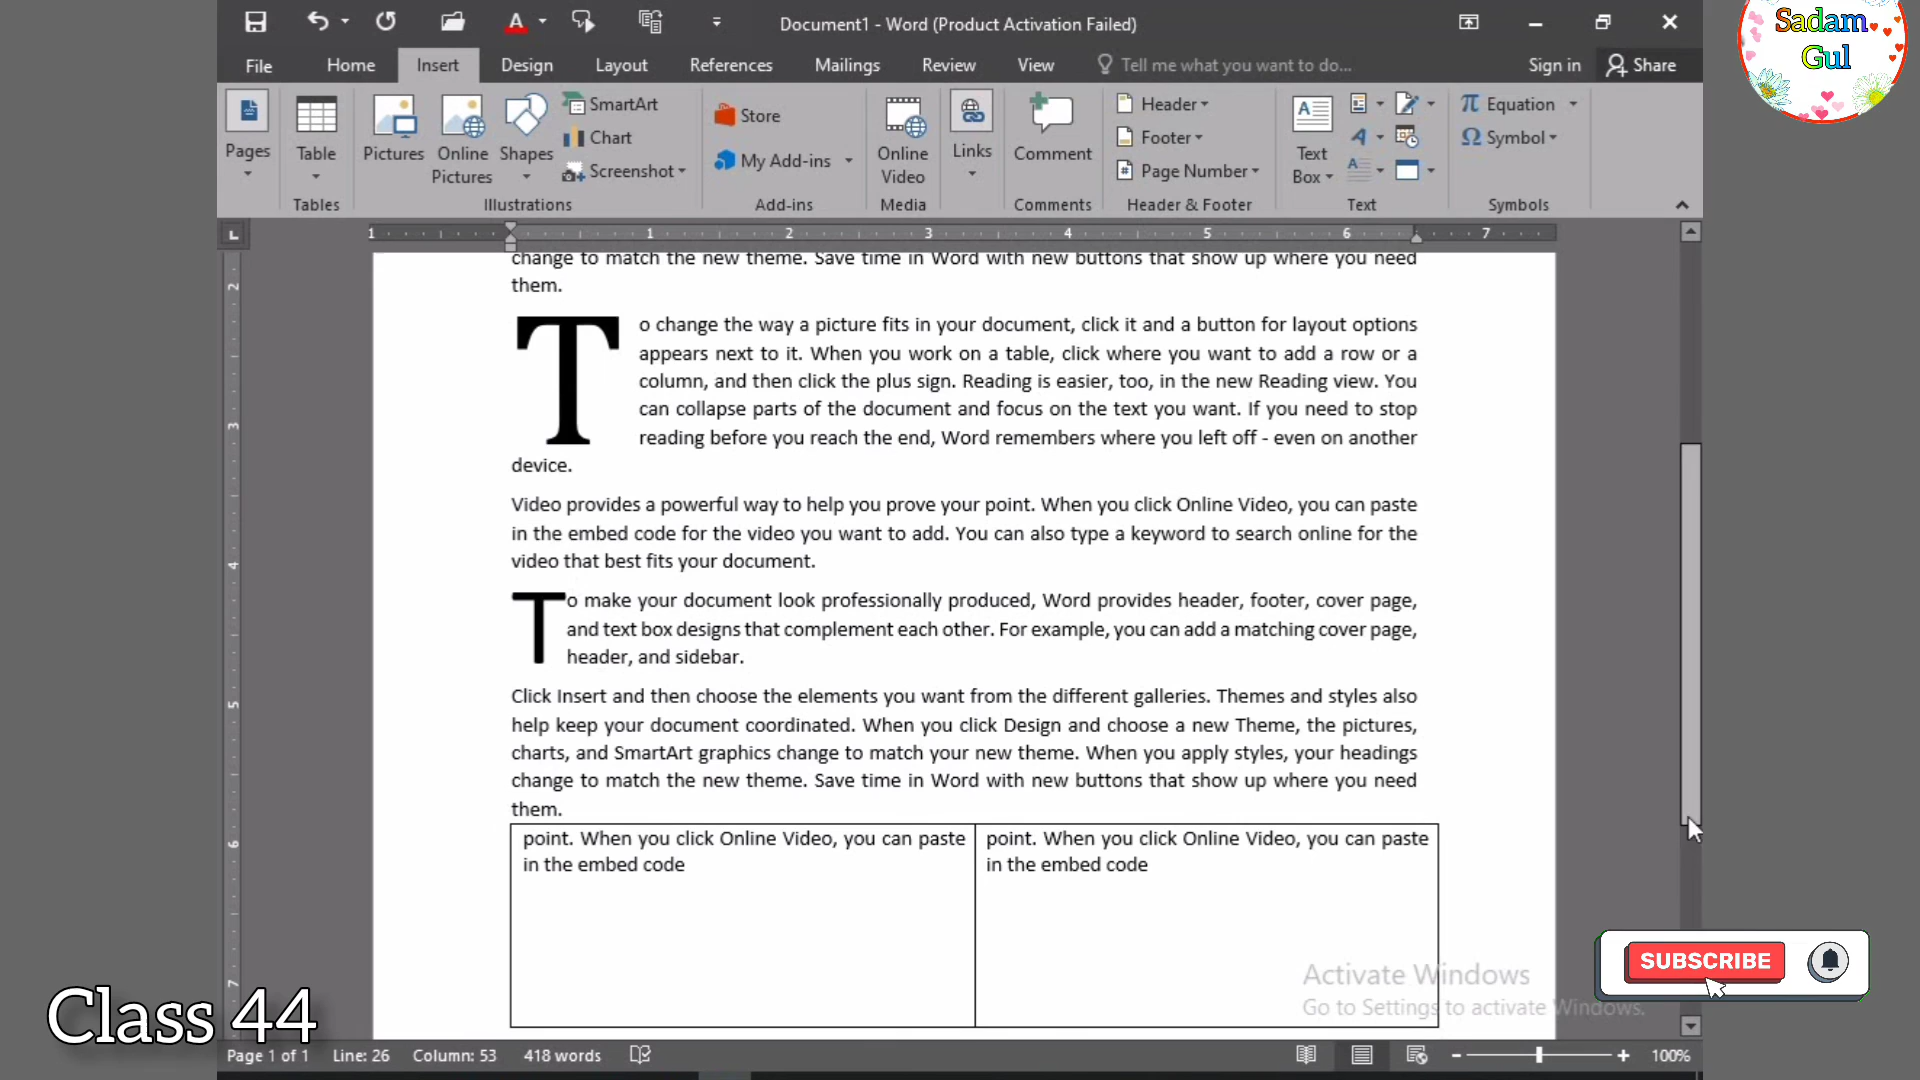 Document1 - Word (Product Activation Failed)
Sadam
Gul
File Home Insert Design Layout References Mailings Review View Tell me what you want to do... Sign in Share
Pages
Table
Pictures
Online
Pictures
Shapes
SmartArt
Chart
Screenshot
Store
My Add-ins
Online
Video
Links
Comment
Header
Footer
Page Number
Text
Box
π Equation
Ω Symbol
Tables Illustrations Add-ins Media Comments Header & Footer Text Symbols
1 1 2 3 4 5 6 7
2
3
4
5
6
7
change to match the new theme. Save time in Word with new buttons that show up where you need
them.
To change the way a picture fits in your document, click it and a button for layout options
appears next to it. When you work on a table, click where you want to add a row or a
column, and then click the plus sign. Reading is easier, too, in the new Reading view. You
can collapse parts of the document and focus on the text you want. If you need to stop
reading before you reach the end, Word remembers where you left off - even on another
device.
Video provides a powerful way to help you prove your point. When you click Online Video, you can paste
in the embed code for the video you want to add. You can also type a keyword to search online for the
video that best fits your document.
To make your document look professionally produced, Word provides header, footer, cover page,
and text box designs that complement each other. For example, you can add a matching cover page,
header, and sidebar.
Click Insert and then choose the elements you want from the different galleries. Themes and styles also
help keep your document coordinated. When you click Design and choose a new Theme, the pictures,
charts, and SmartArt graphics change to match your new theme. When you apply styles, your headings
change to match the new theme. Save time in Word with new buttons that show up where you need
them.
point. When you click Online Video, you can paste
in the embed code
point. When you click Online Video, you can paste
in the embed code
Activate Windows
Go to Settings to activate Windows.
SUBSCRIBE
Class 44
Page 1 of 1 Line: 26 Column: 53 418 words 100%